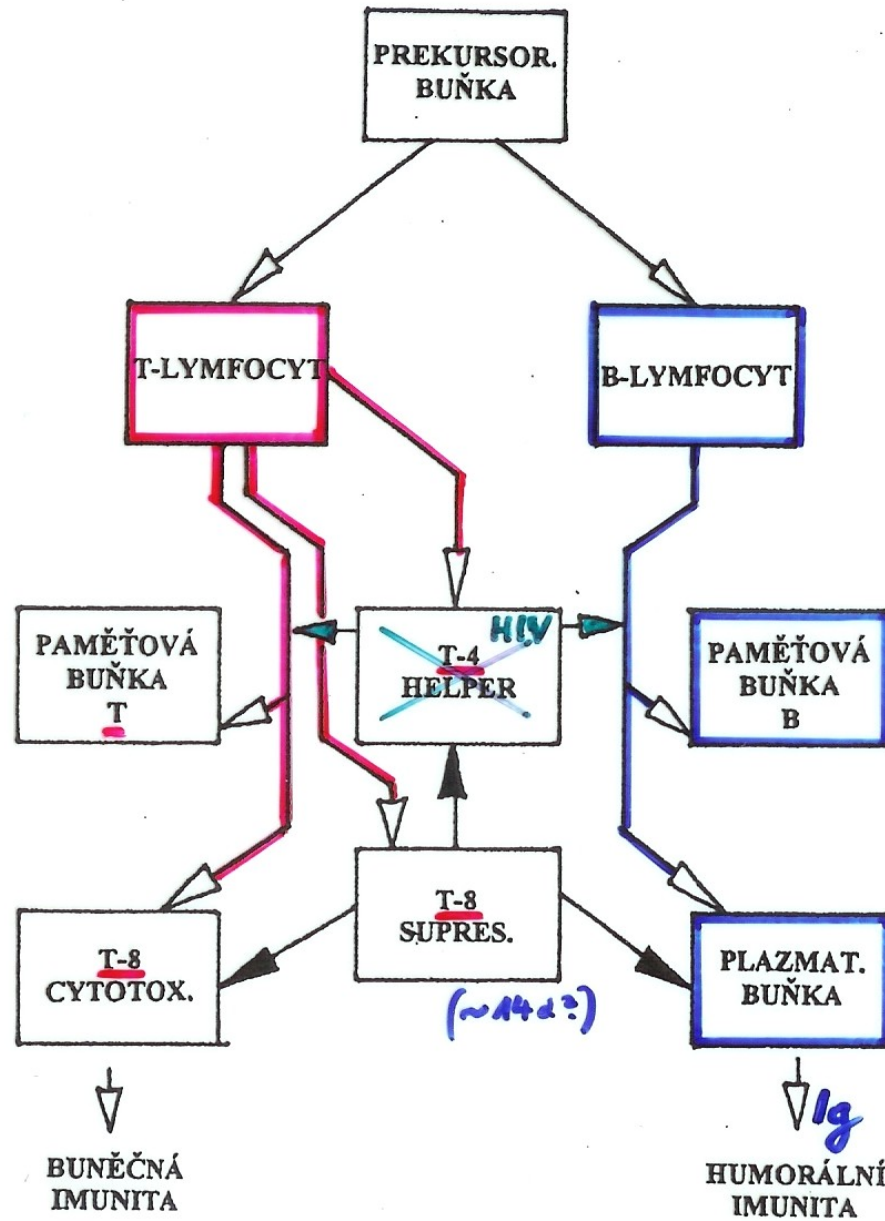 PREKURSOR.
BUŇKA
T-LYMFOCYT
B-LYMFOCYT
PAMĚŤOVÁ
BUŇKA
T
HIV
T-4
HELPER
PAMĚŤOVÁ
BUŇKA
B
T-8
CYTOTOX.
T-8
SUPRES.
(~14d?)
PLAZMAT.
BUŇKA
Ig
BUNĚČNÁ
IMUNITA
HUMORÁLNÍ
IMUNITA